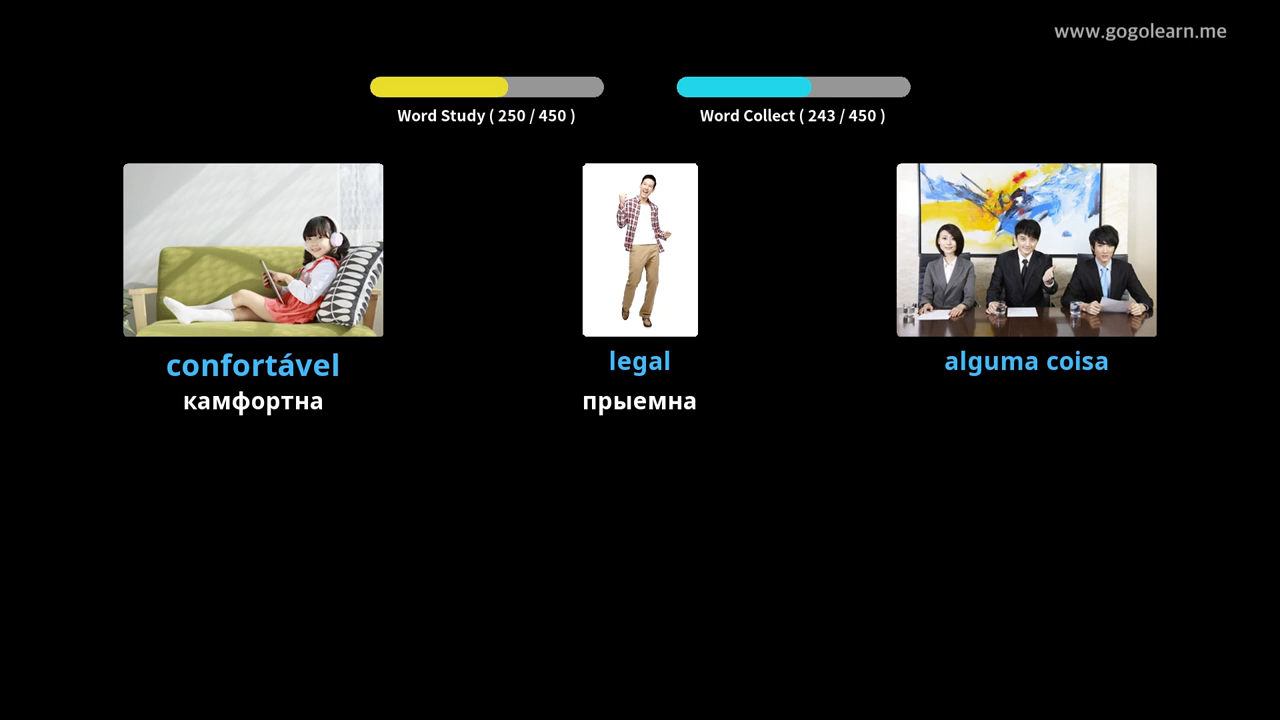 www.gogolearn.me
Word Study ( 250 / 450 )
Word Collect ( 243 / 450 )
confortável
камфортна
legal
прыемна
alguma coisa